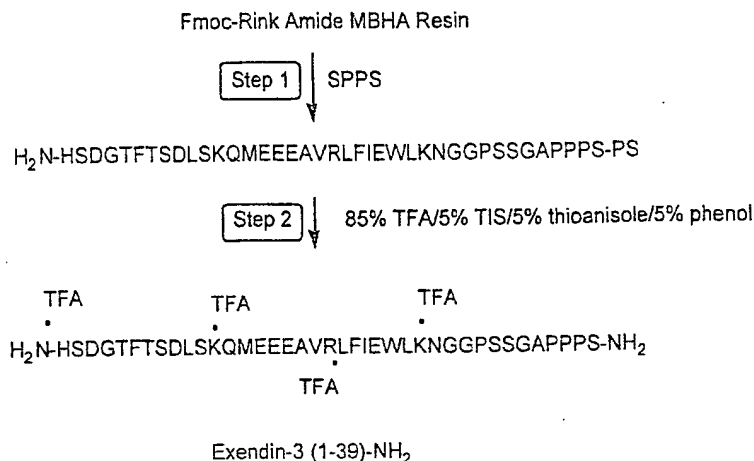 Fmoc-Rink Amide MBHA Resin
Step 1 SPPS
H2N-HSDGTFTSDLSKQMEEEAVRLFIEWLKNGGPSSGAPPPS-PS
Step 2 85% TFA/5% TIS/5% thioanisole/5% phenol
TFA TFA TFA
H2N-HSDGTFTSDLSKQMEEEAVRLFIEWLKNGGPSSGAPPPS-NH2
TFA
Exendin-3 (1-39)-NH2